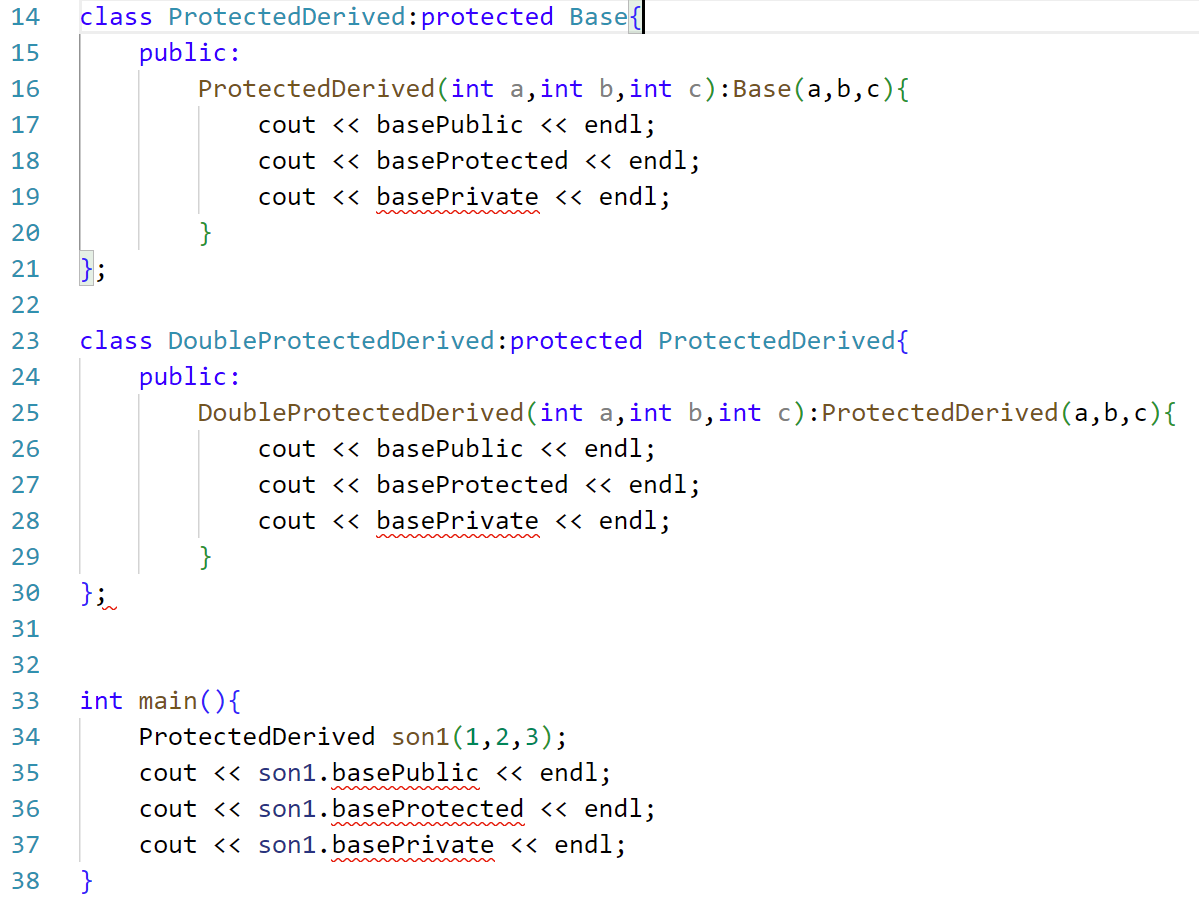 14 class ProtectedDerived:protected Base{
15     public:
16         ProtectedDerived(int a,int b,int c):Base(a,b,c){
17             cout << basePublic << endl;
18             cout << baseProtected << endl;
19             cout << basePrivate << endl;
20         }
21 };
22
23 class DoubleProtectedDerived:protected ProtectedDerived{
24     public:
25         DoubleProtectedDerived(int a,int b,int c):ProtectedDerived(a,b,c){
26             cout << basePublic << endl;
27             cout << baseProtected << endl;
28             cout << basePrivate << endl;
29         }
30 };
31
32
33 int main(){
34     ProtectedDerived son1(1,2,3);
35     cout << son1.basePublic << endl;
36     cout << son1.baseProtected << endl;
37     cout << son1.basePrivate << endl;
38 }